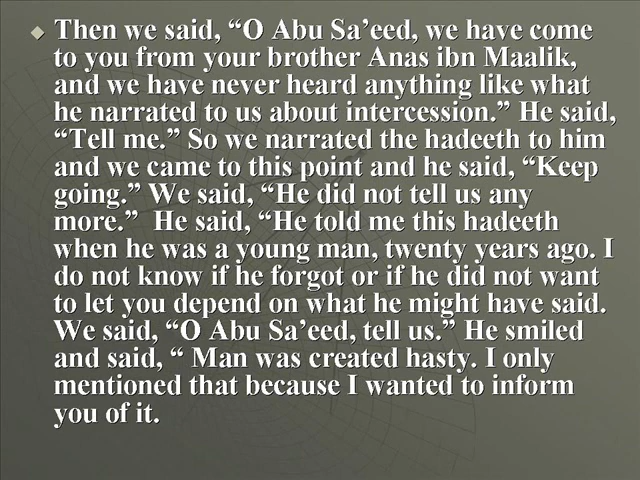 Then we said, “O Abu Sa’eed, we have come
to you from your brother Anas ibn Maalik,
and we have never heard anything like what
he narrated to us about intercession.” He said,
“Tell me.” So we narrated the hadeeth to him
and we came to this point and he said, “Keep
going.” We said, “He did not tell us any
more.”  He said, “He told me this hadeeth
when he was a young man, twenty years ago. I
do not know if he forgot or if he did not want
to let you depend on what he might have said.
We said, “O Abu Sa’eed, tell us.” He smiled
and said, “ Man was created hasty. I only
mentioned that because I wanted to inform
you of it.